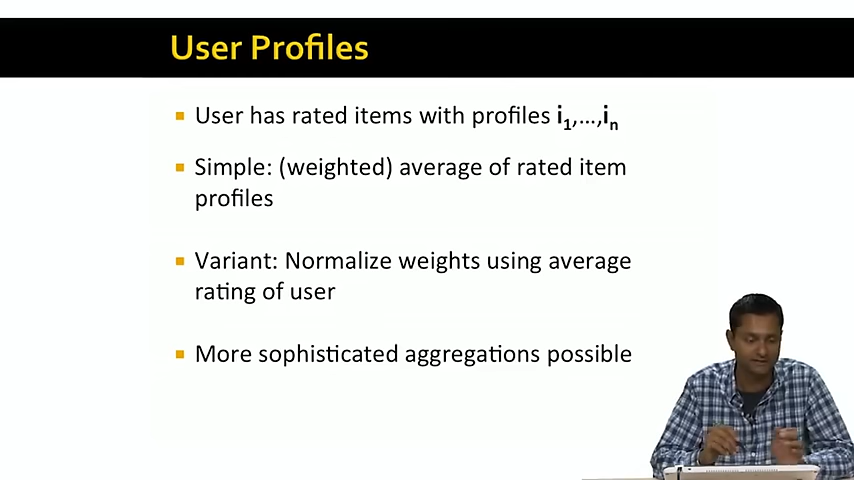 User Profiles
▪ User has rated items with profiles i1,...,in
▪ Simple: (weighted) average of rated item
profiles
▪ Variant: Normalize weights using average
rating of user
▪ More sophisticated aggregations possible